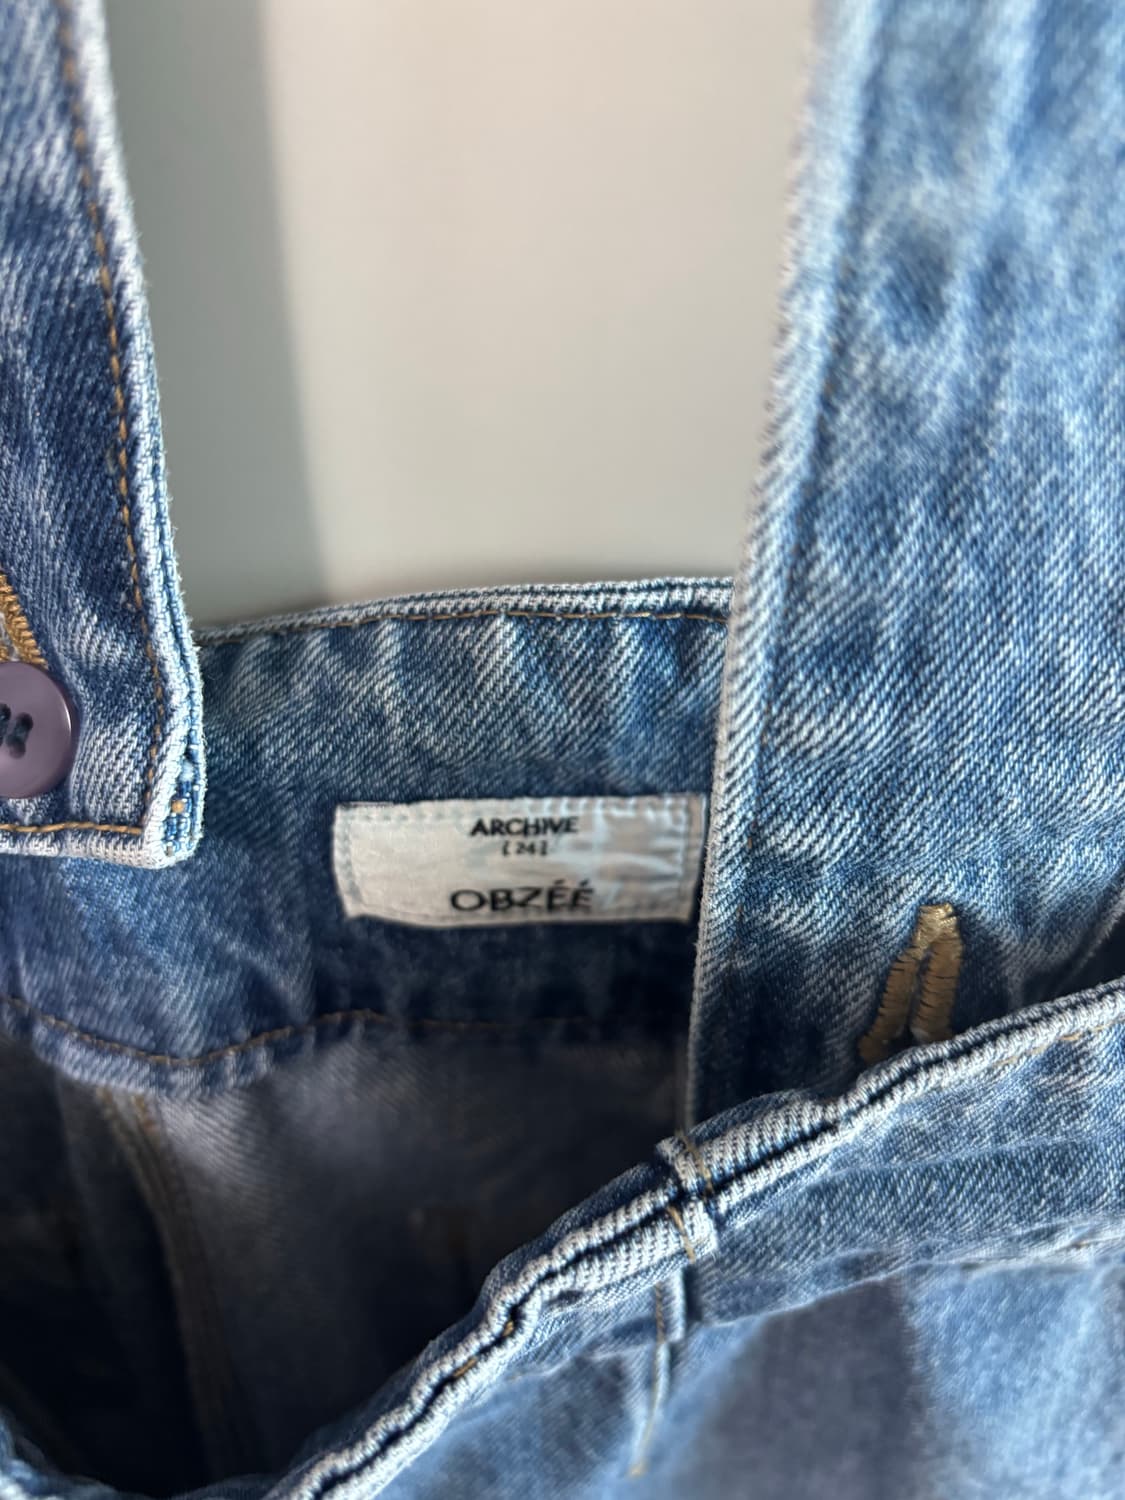 ARCHIVE
[ 24 ]
OBZÉÉ